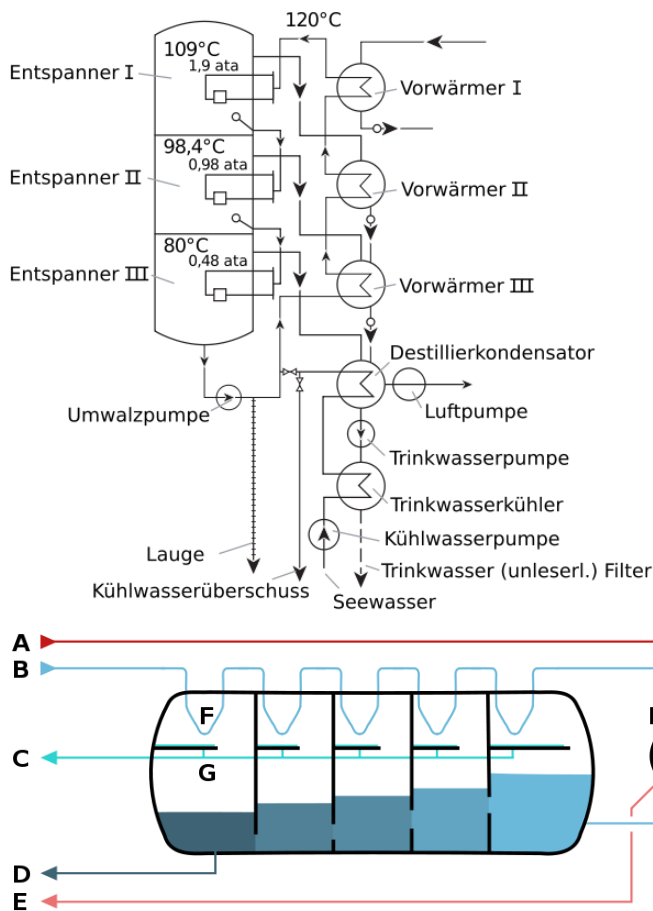 120°C
109°C
1,9 ata
Entspanner I
Vorwärmer I
98,4°C
0,98 ata
Entspanner II
Vorwärmer II
80°C
0,48 ata
Entspanner III
Vorwärmer III
Destillierkondensator
Umwalzpumpe
Luftpumpe
Trinkwasserpumpe
Trinkwasserkühler
Kühlwasserpumpe
Lauge
Trinkwasser (unleserl.) Filter
Kühlwasserüberschuss
Seewasser
A
B
F
C
G
D
E